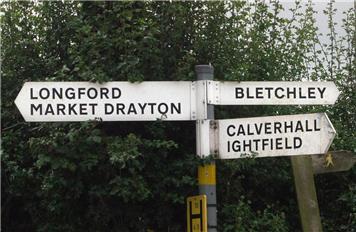 LONGFORD
MARKET DRAYTON
BLETCHLEY
CALVERHALL
IGHTFIELD